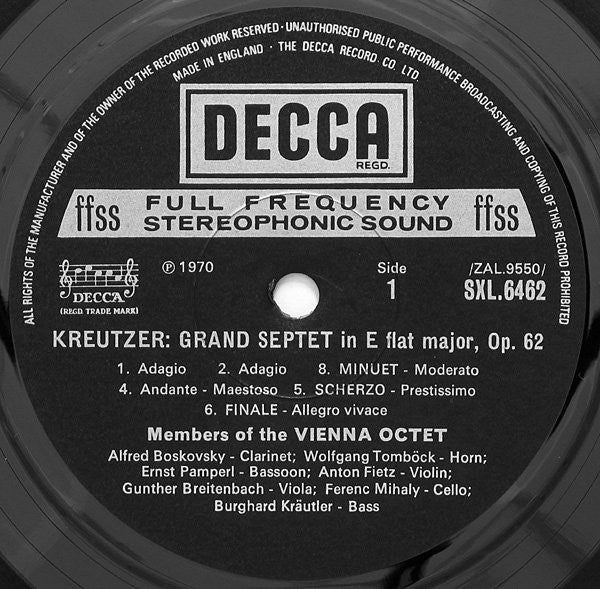 ALL RIGHTS OF THE MANUFACTURER AND OF THE OWNER OF THE RECORDED WORK RESERVED · UNAUTHORISED PUBLIC PERFORMANCE BROADCASTING AND COPYING OF THIS RECORD PROHIBITED
MADE IN ENGLAND · THE DECCA RECORD CO. LTD.
DECCA
REGD.
ffss FULL FREQUENCY ffss
STEREOPHONIC SOUND
DECCA
(REGD. TRADE MARK)
℗ 1970
Side
1
/ZAL.9550/
SXL.6462
KREUTZER: GRAND SEPTET in E flat major, Op. 62
1. Adagio 2. Adagio 8. MINUET - Moderato
4. Andante - Maestoso 5. SCHERZO - Prestissimo
6. FINALE - Allegro vivace
Members of the VIENNA OCTET
Alfred Boskovsky - Clarinet; Wolfgang Tomböck - Horn;
Ernst Pamperl - Bassoon; Anton Fietz - Violin;
Gunther Breitenbach - Viola; Ferenc Mihaly - Cello;
Burghard Kräutler - Bass